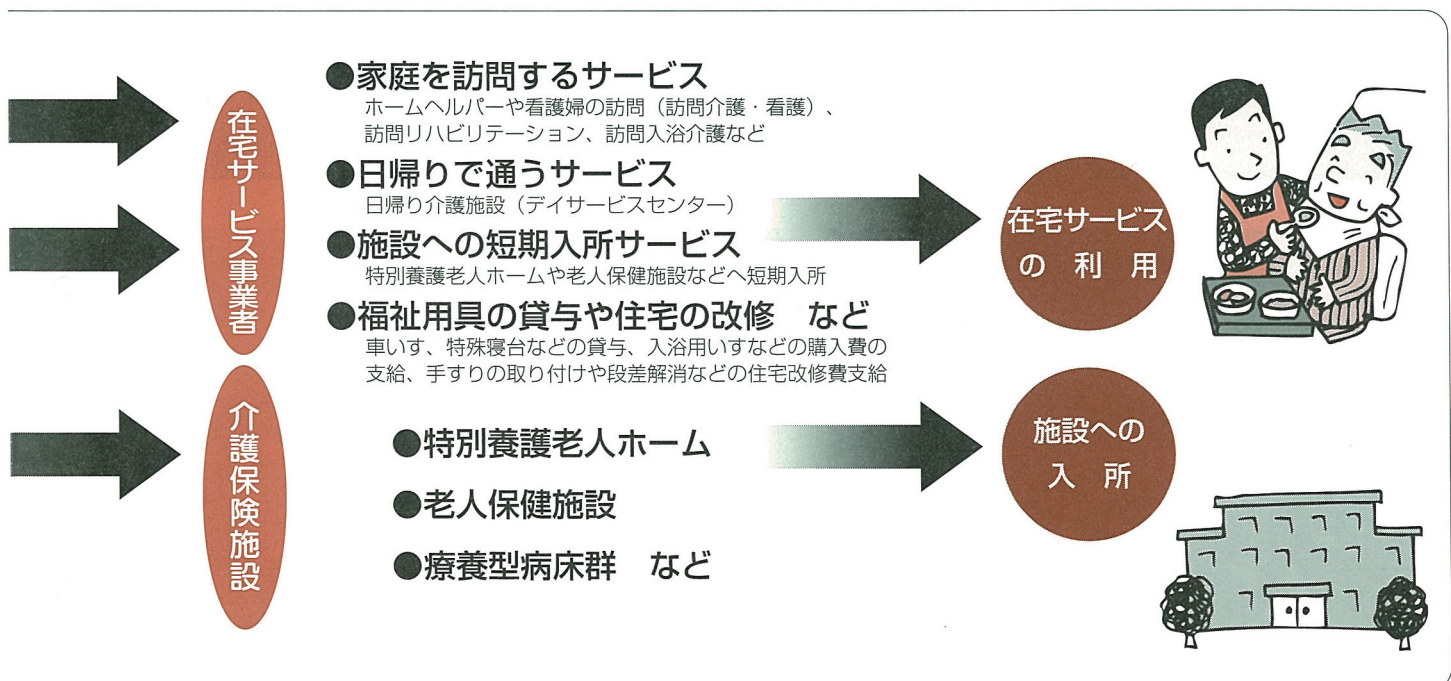 在宅サービス事業者
●家庭を訪問するサービス
ホームヘルパーや看護婦の訪問（訪問介護・看護）、
訪問リハビリテーション、訪問入浴介護など
●日帰りで通うサービス
日帰り介護施設（デイサービスセンター）
●施設への短期入所サービス
特別養護老人ホームや老人保健施設などへ短期入所
●福祉用具の貸与や住宅の改修　など
車いす、特殊寝台などの貸与、入浴用いすなどの購入費の
支給、手すりの取り付けや段差解消などの住宅改修費支給
在宅サービス
の利用
介護保険施設
●特別養護老人ホーム
●老人保健施設
●療養型病床群　など
施設への
入所